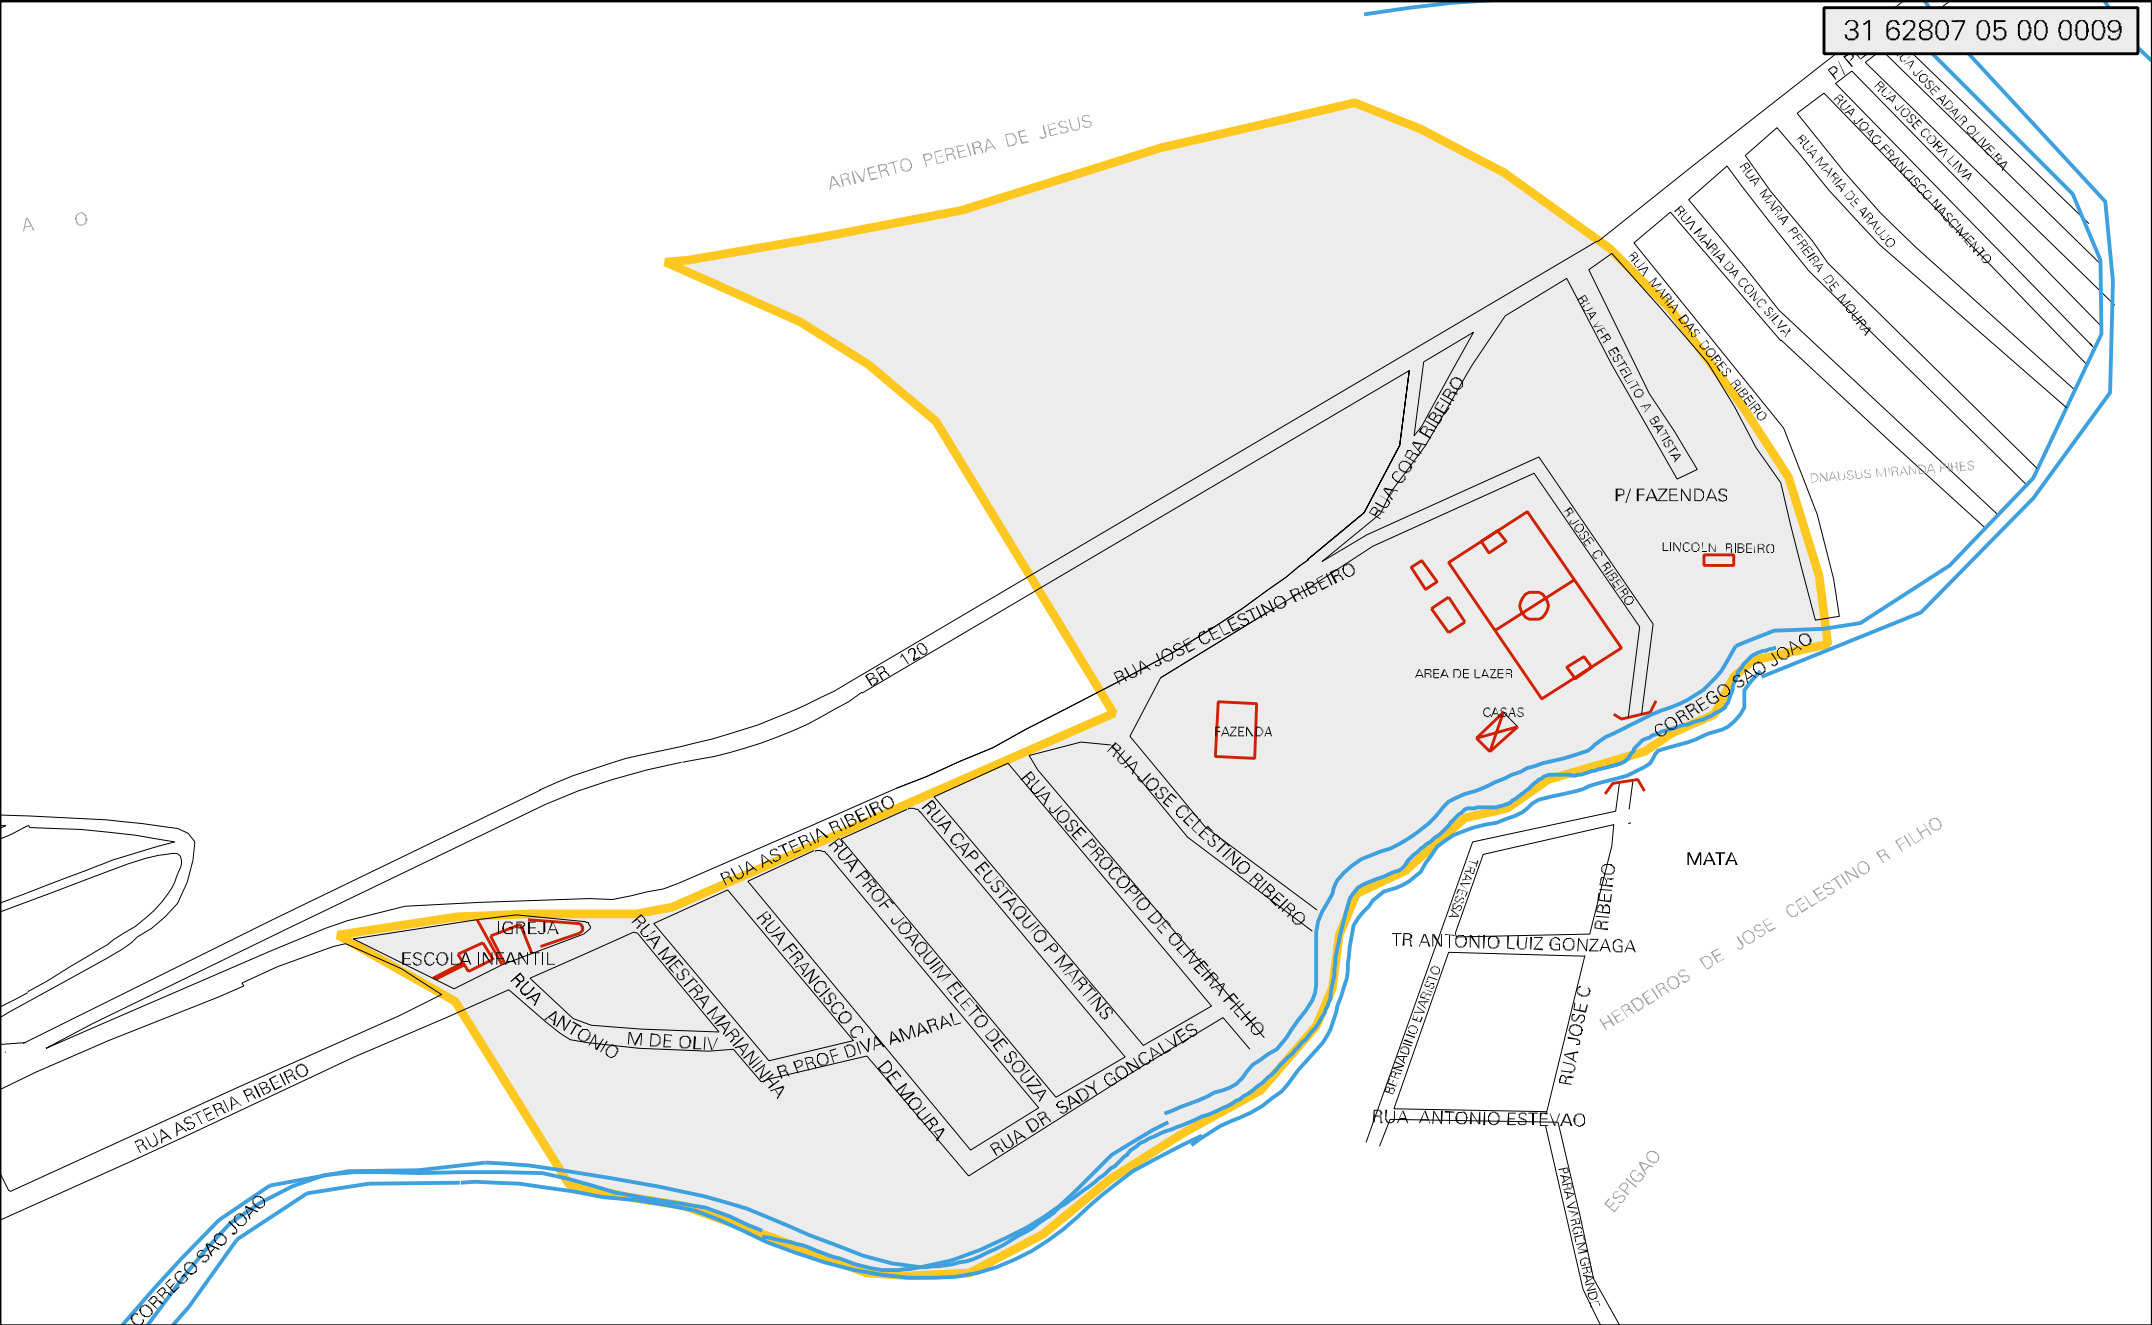 31 62807 05 00 0009
RUA JOSE ADAIR OLIVEIRA
RUA JOSE CORA LIMA
RUA JOAO FRANCISCO NASCIMENTO
RUA MARIA DE ARAUJO
RUA MARIA PEREIRA DE MOURA
RUA MARIA DA CONC SILVA
RUA MARIA DAS DORES RIBEIRO
RUA VER ESTELITO A BATISTA
ARIVERTO PEREIRA DE JESUS
A O
RUA CORA RIBEIRO
P/ FAZENDAS
LINCOLN RIBEIRO
R JOSE C RIBEIRO
AREA DE LAZER
CASAS
FAZENDA
RUA JOSE CELESTINO RIBEIRO
BR 120
CORREGO SAO JOAO
RUA JOSE CELESTINO RIBEIRO
RUA ASTERIA RIBEIRO
RUA JOSE PROCOPIO DE OLIVEIRA FILHO
RUA CAP EUSTAQUIO P MARTINS
RUA PROF JOAQUIM ELETO DE SOUZA
RUA FRANCISCO C DE MOURA
RUA MESTRA MARIANINHA
IGREJA
ESCOLA INFANTIL
RUA ANTONIO M DE OLIV
R PROF DIVA AMARAL
RUA DR SADY GONCALVES
RUA ASTERIA RIBEIRO
CORREGO SAO JOAO
MATA
TRAVESSA BERNADINO EVARISTO
TR ANTONIO LUIZ GONZAGA
RUA JOSE C RIBEIRO
RUA ANTONIO ESTEVAO
HERDEIROS DE JOSE CELESTINO R FILHO
ESPIGAO
PARA VARGEM GRANDE